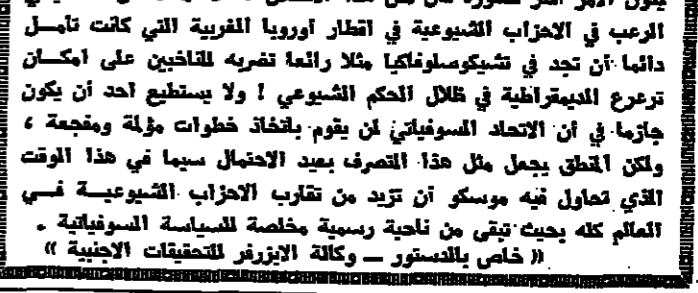 الرعب في الاحزاب الشيوعية في اقطار اوروبا الغربية التي كانت تأمل
دائما أن تجد في تشيكوسلوفاكيا مثلا رائعا تضربه للناخبين على امكان
ترعرع الديمقراطية في ظلال الحكم الشيوعي ! ولا يستطيع احد أن يكون
جازما في أن الاتحاد السوفياتي لن يقوم باتخاذ خطوات مؤلمة ومفجعة ،
ولكن المنطق يجعل مثل هذا التصرف بعيد الاحتمال سيما في هذا الوقت
الذي تحاول فيه موسكو أن تزيد من تقارب الاحزاب الشيوعية في
العالم كله بحيث تبقى من ناحية رسمية مخلصة للسياسة السوفياتية .
(( خاص بالدستور — وكالة الابزرفر للتحقيقات الاجنبية ))